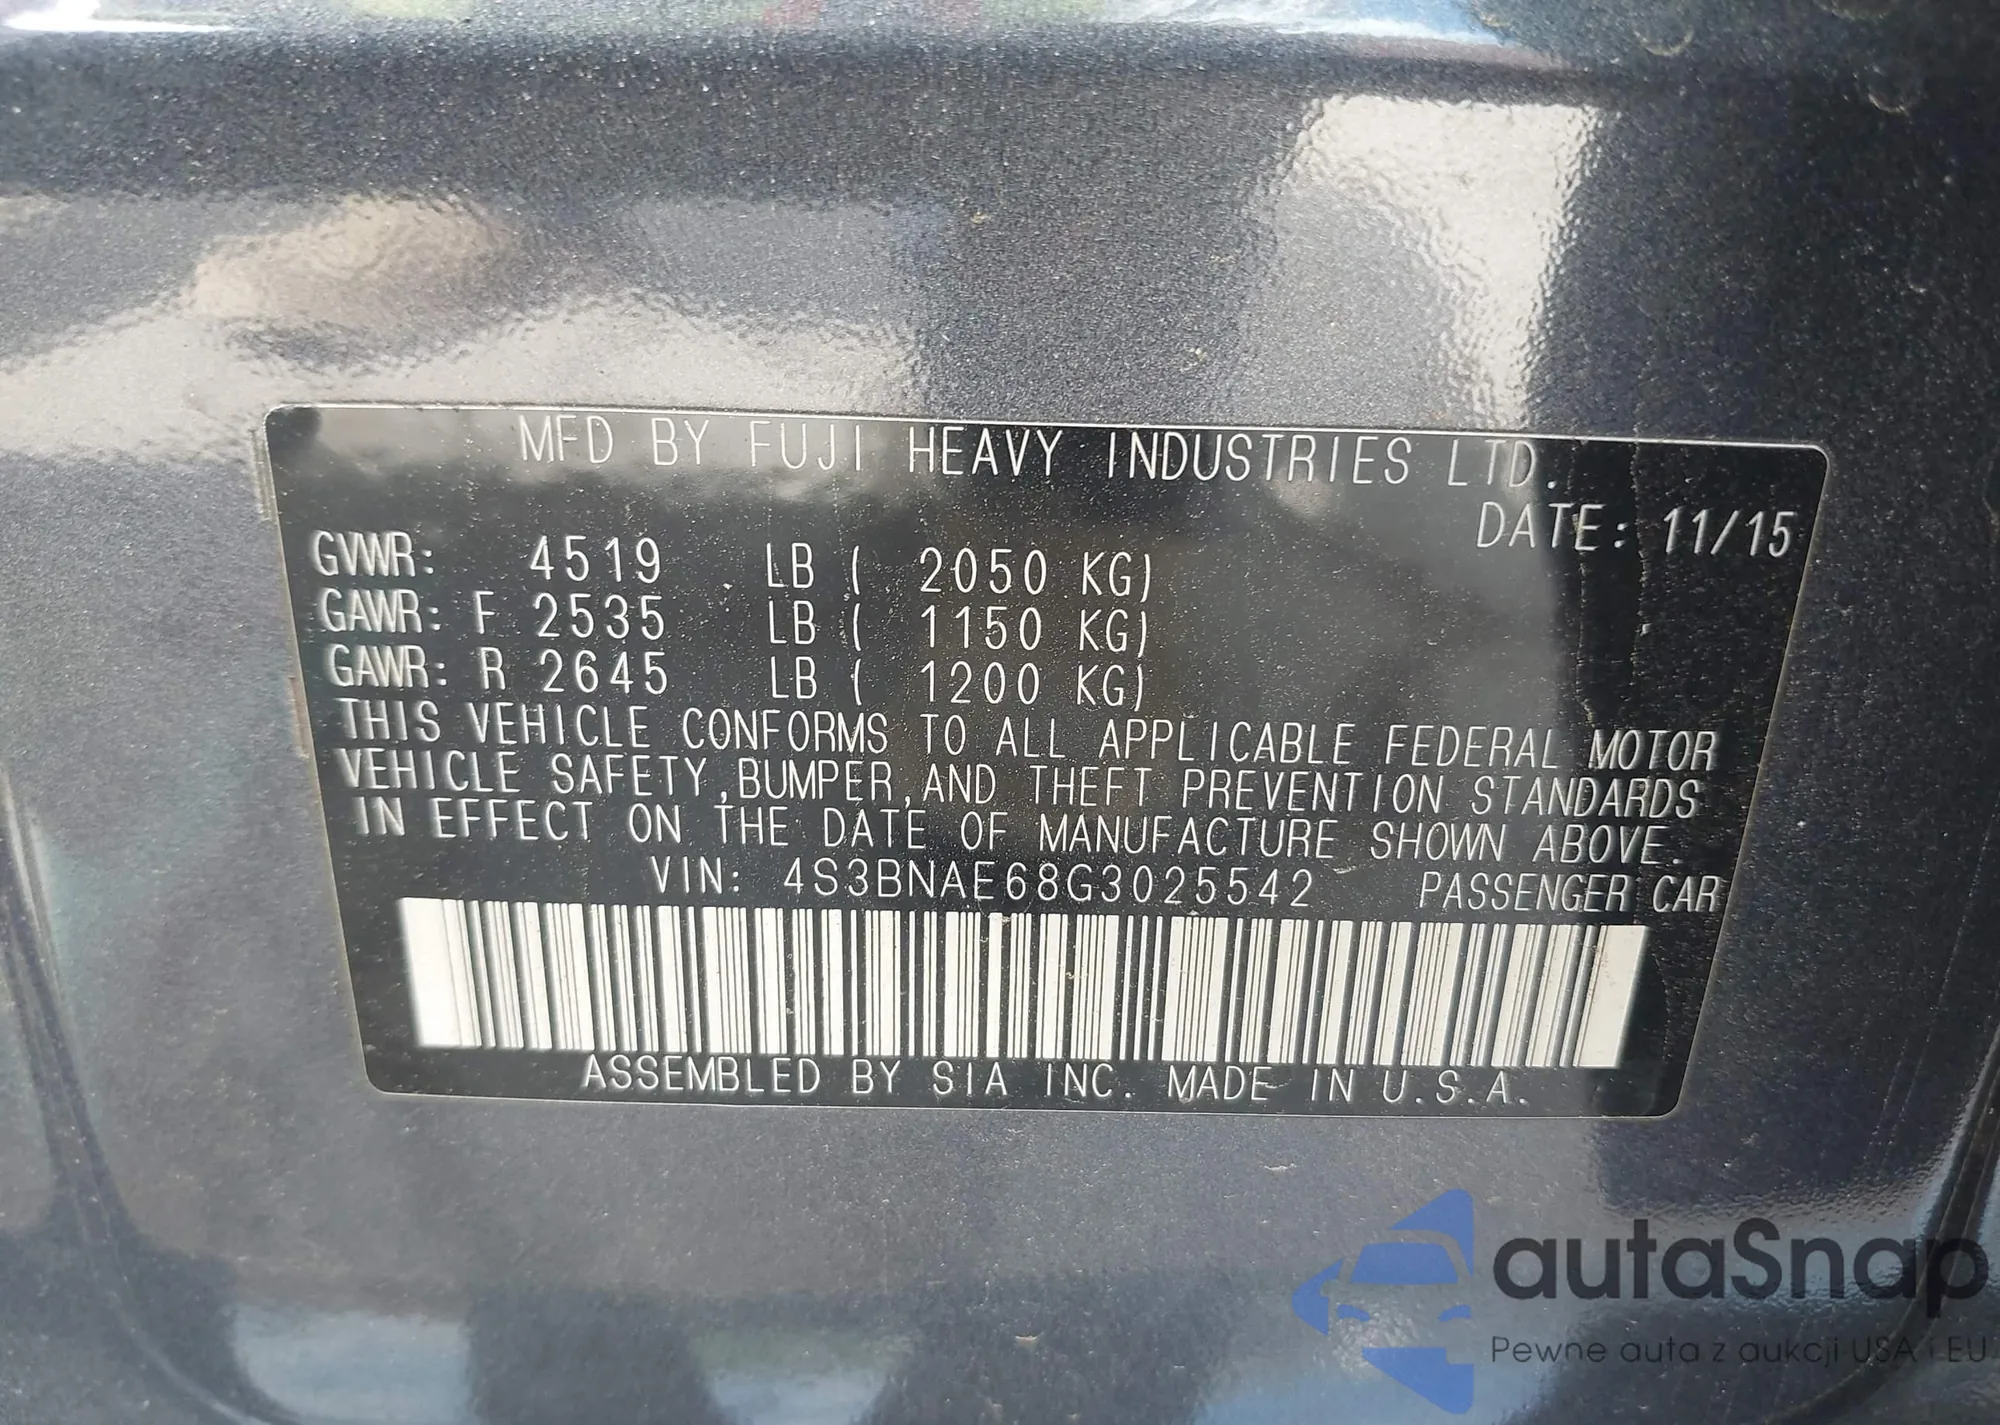 MFD BY FUJI HEAVY INDUSTRIES LTD.
DATE: 11/15
GVWR: 4519 LB ( 2050 KG)
GAWR: F 2535 LB ( 1150 KG)
GAWR: R 2645 LB ( 1200 KG)
THIS VEHICLE CONFORMS TO ALL APPLICABLE FEDERAL MOTOR
VEHICLE SAFETY, BUMPER, AND THEFT PREVENTION STANDARDS
IN EFFECT ON THE DATE OF MANUFACTURE SHOWN ABOVE.
VIN: 4S3BNAE68G3025542 PASSENGER CAR
ASSEMBLED BY SIA INC. MADE IN U.S.A.
autaSnap
Pewne auta z aukcji USA i EU